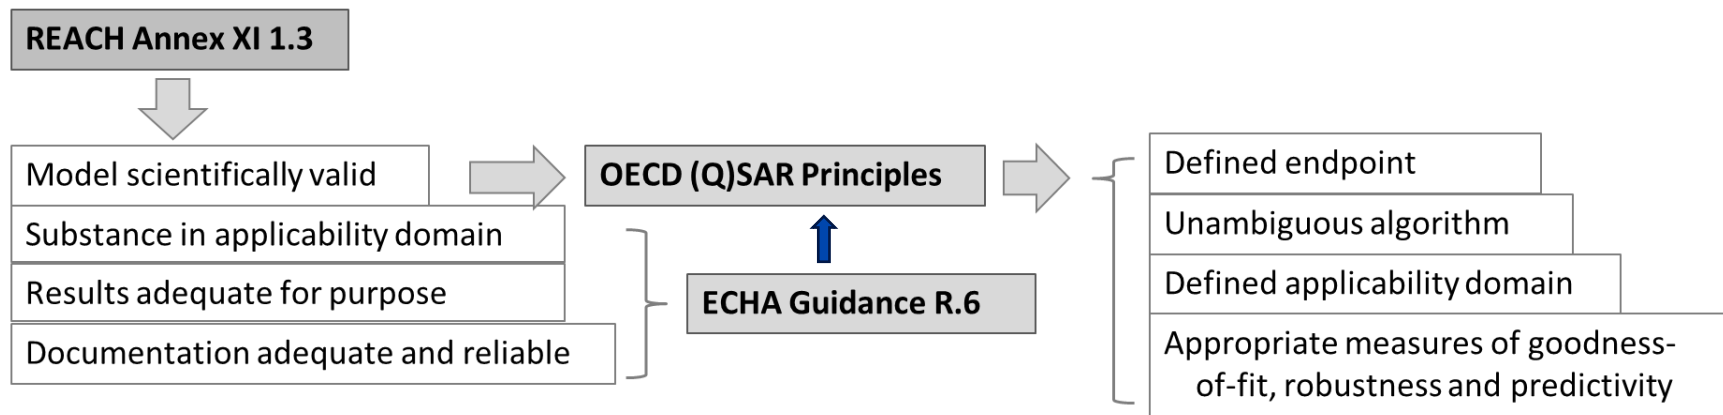 REACH Annex XI 1.3
Model scientifically valid
Substance in applicability domain
Results adequate for purpose
Documentation adequate and reliable
OECD (Q)SAR Principles
ECHA Guidance R.6
Defined endpoint
Unambiguous algorithm
Defined applicability domain
Appropriate measures of goodness-
of-fit, robustness and predictivity